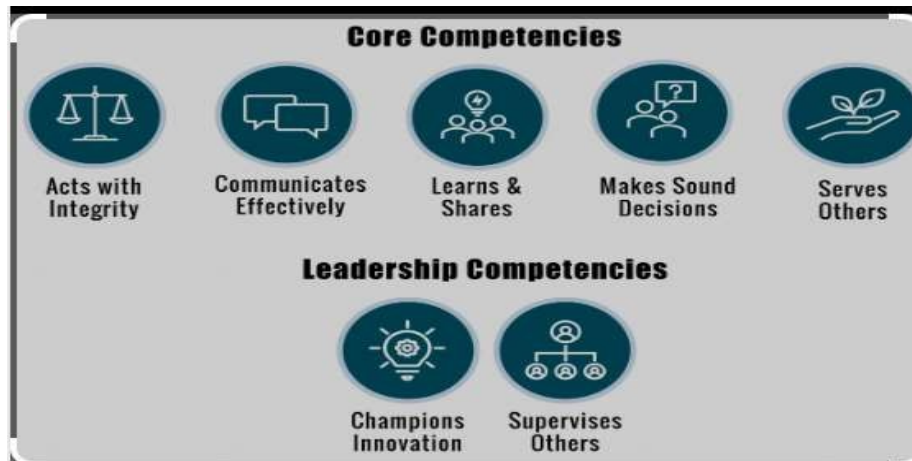 Core Competencies
Acts with
Integrity
Communicates
Effectively
Learns &
Shares
Makes Sound
Decisions
Serves
Others
Leadership Competencies
Champions
Innovation
Supervises
Others